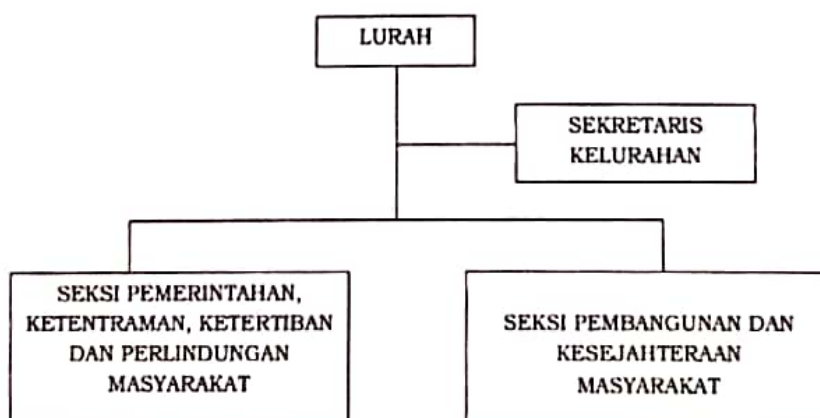 LURAH
SEKRETARIS
KELURAHAN
SEKSI PEMERINTAHAN,
KETENTRAMAN, KETERTIBAN
DAN PERLINDUNGAN
MASYARAKAT
SEKSI PEMBANGUNAN DAN
KESEJAHTERAAN
MASYARAKAT